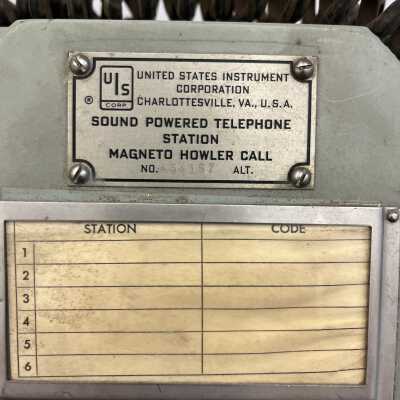 UIS
CORP.
®
UNITED STATES INSTRUMENT
CORPORATION
CHARLOTTESVILLE, VA., U.S.A.
SOUND POWERED TELEPHONE
STATION
MAGNETO HOWLER CALL
NO. ALT.
STATION CODE
1
2
3
4
5
6